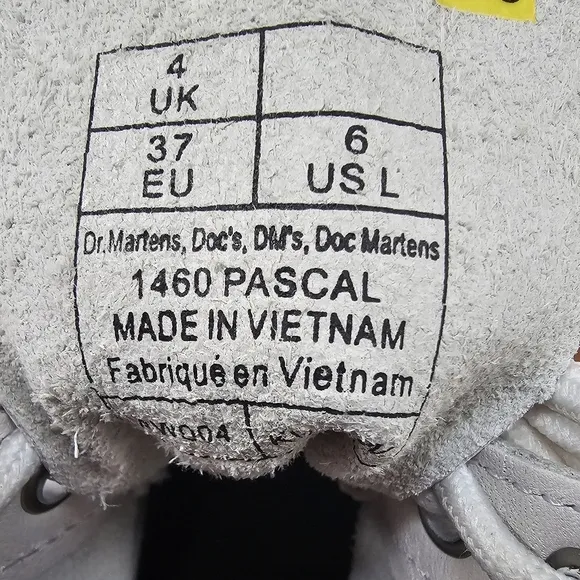 4
UK
37
EU
6
US L
Dr. Martens, Doc's, DM's, Doc Martens
1460 PASCAL
MADE IN VIETNAM
Fabriqué en Vietnam